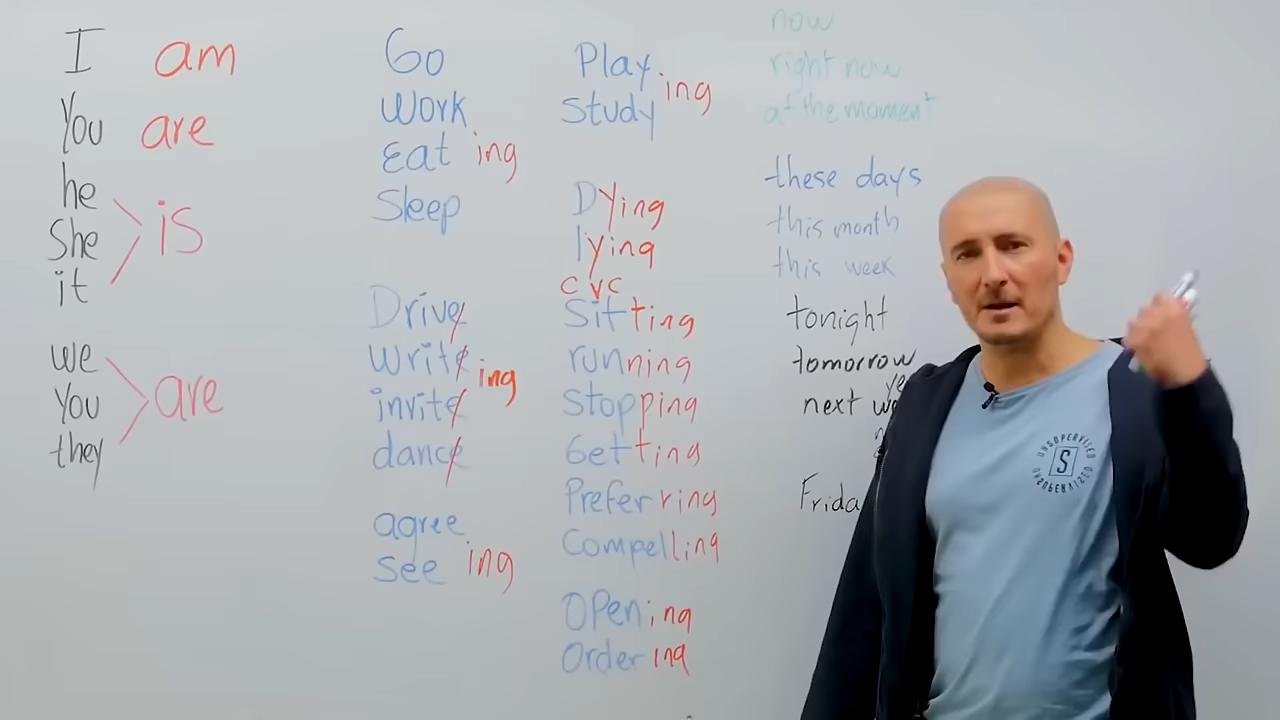 I am
You are
he
She is
it
we
You are
they
Go
Work
Eat ing
Sleep
Drive
Write ing
invite
dance
agree
see ing
Play ing
Study
Dying
lying
CVC
Sitting
running
Stopping
Getting
Preferring
Compelling
Opening
Ordering
now
right now
at the moment
these days
this month
this week
tonight
tomorrow
ye
next
Frida
UNSUPERVISED
S